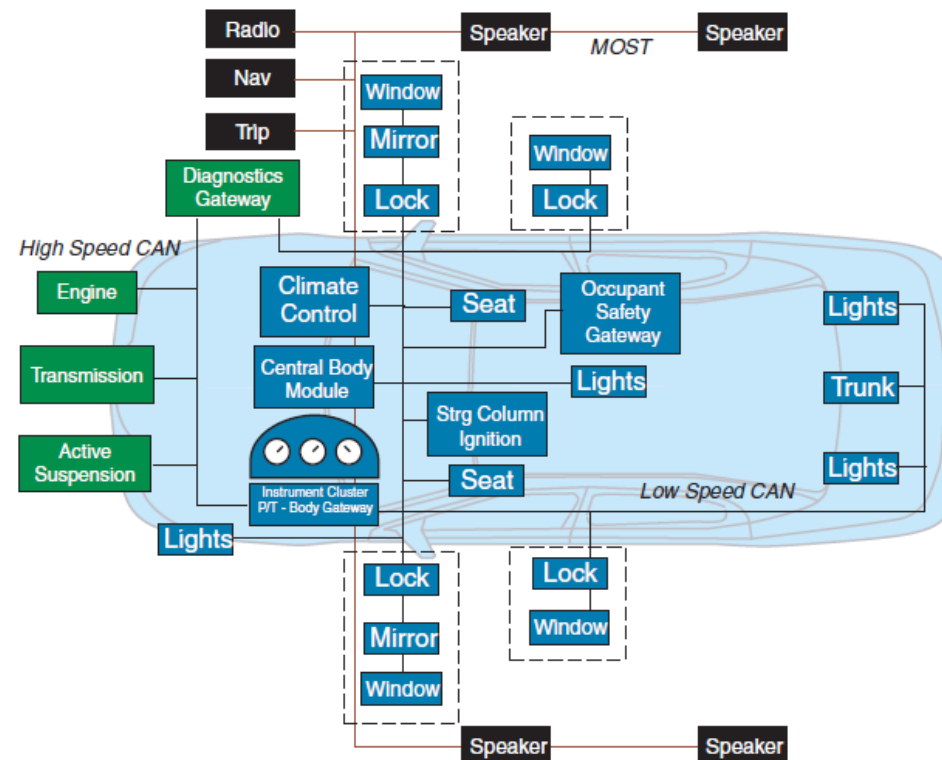 Radio
Speaker
MOST
Speaker
Nav
Window
Trip
Mirror
Window
Diagnostics
Gateway
Lock
Lock
High Speed CAN
Engine
Climate
Control
Seat
Occupant
Safety
Gateway
Lights
Transmission
Central Body
Module
Lights
Trunk
Strg Column
Ignition
Active
Suspension
Seat
Lights
Instrument Cluster
P/T - Body Gateway
Low Speed CAN
Lights
Lock
Lock
Mirror
Window
Window
Speaker
Speaker